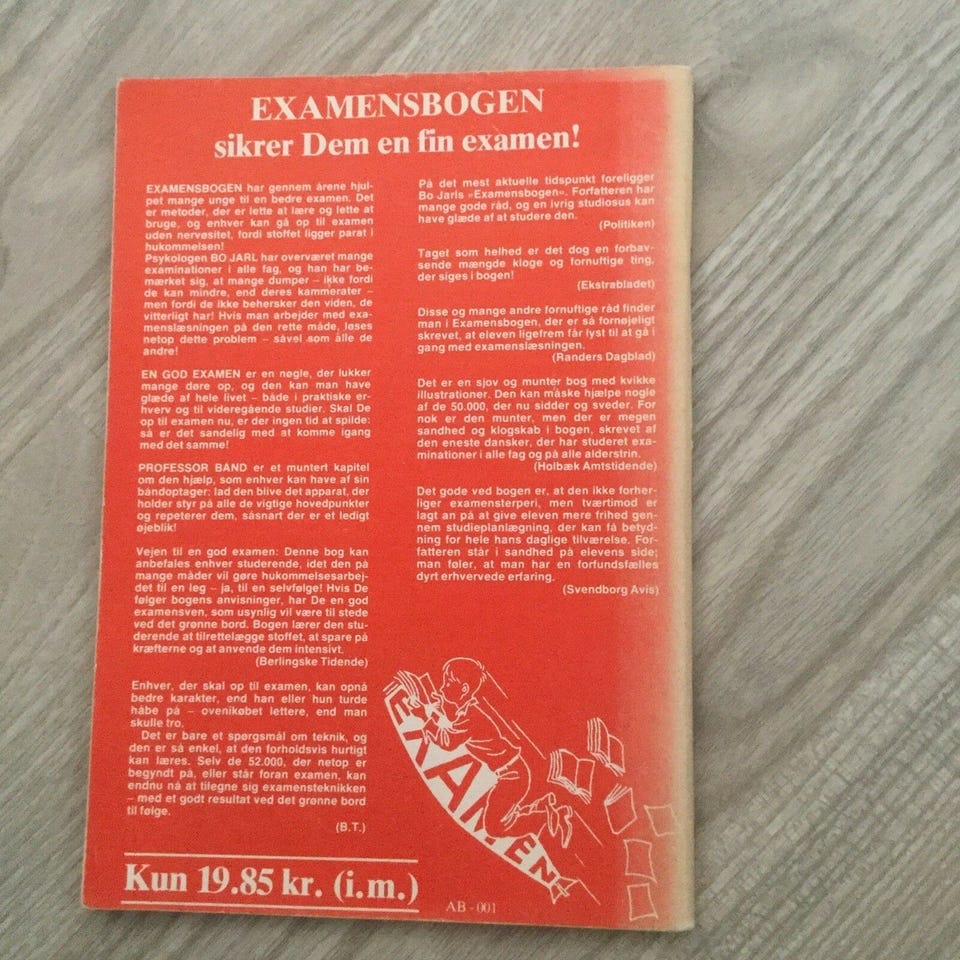 EXAMENSBOGEN
sikrer Dem en fin examen!
EXAMENSBOGEN har gennem årene hjul-
pet mange unge til en bedre examen. Det
er metoder, der er lette at lære og lette at
bruge, og enhver kan gå op til examen
uden nervøsitet, fordi stoffet ligger parat i
hukommelsen!
Psykologen BO JARL har overværet mange
examinationer i alle fag, og han har be-
mærket sig, at mange dumper – ikke fordi
de kan mindre, end deres kammerater –
men fordi de ikke behersker den viden, de
vitterligt har! Hvis man arbejder med exa-
menslæsningen på den rette måde, løses
netop dette problem – såvel som alle de
andre!
EN GOD EXAMEN er en nøgle, der lukker
mange døre op, og den kan man have
glæde af hele livet – både i praktiske er-
hverv og til videregående studier. Skal De
op til examen nu, er der ingen tid at spilde:
så er det sandelig med at komme igang
med det samme!
PROFESSOR BÅND er et muntert kapitel
om den hjælp, som enhver kan have af sin
båndoptager: lad den blive det apparat, der
holder styr på alle de vigtige hovedpunkter
og repeterer dem, såsnart der er et ledigt
øjeblik!
Vejen til en god examen: Denne bog kan
anbefales enhver studerende, idet den på
mange måder vil gøre hukommelsesarbej-
det til en leg – ja, til en selvfølge! Hvis De
følger bogens anvisninger, har De en god
examensven, som usynlig vil være til stede
ved det grønne bord. Bogen lærer den stu-
derende at tilrettelægge stoffet, at spare på
kræfterne og at anvende dem intensivt.
(Berlingske Tidende)
Enhver, der skal op til examen, kan opnå
bedre karakter, end han eller hun turde
håbe på – ovenikøbet lettere, end man
skulle tro.
Det er bare et spørgsmål om teknik, og
den er så enkel, at den forholdsvis hurtigt
kan læres. Selv de 52.000, der netop er
begyndt på, eller står foran examen, kan
endnu nå at tilegne sig examensteknikken
– med et godt resultat ved det grønne bord
til følge.
(B.T.)
Kun 19.85 kr. (i.m.)
På det mest aktuelle tidspunkt foreligger
Bo Jarls »Examensbogen«. Forfatteren har
mange gode råd, og en ivrig studiosus kan
have glæde af at studere den.
(Politiken)
Taget som helhed er det dog en forbav-
sende mængde kloge og fornuftige ting,
der siges i bogen!
(Ekstrabladet)
Disse og mange andre fornuftige råd finder
man i Examensbogen, der er så fornøjeligt
skrevet, at eleven ligefrem får lyst til at gå i
gang med examenslæsningen.
(Randers Dagblad)
Det er en sjov og munter bog med kvikke
illustrationer. Den kan måske hjælpe nogle
af de 50.000, der nu sidder og sveder. For
nok er den munter, men der er megen
sandhed og klogskab i bogen, skrevet af
den eneste dansker, der har studeret exa-
minationer i alle fag og på alle alderstrin.
(Holbæk Amtstidende)
Det gode ved bogen er, at den ikke forher-
liger examensterperi, men tværtimod er
lagt an på at give eleven mere frihed gen-
nem studieplanlægning, der kan få betyd-
ning for hele hans daglige tilværelse. For-
fatteren står i sandhed på elevens side;
man føler, at man har en forfundsfælles
dyrt erhvervede erfaring.
(Svendborg Avis)
EXAMEN
AB - 001